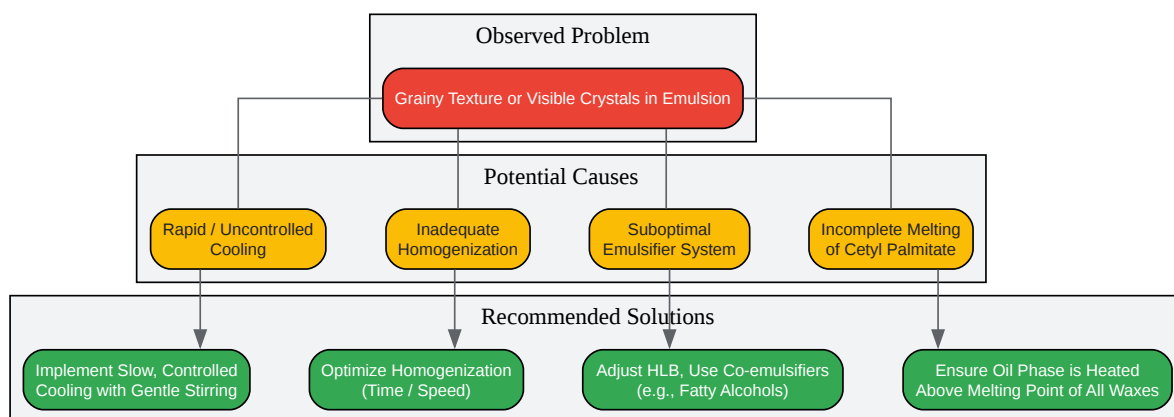 Observed Problem
Grainy Texture or Visible Crystals in Emulsion
Potential Causes
Rapid / Uncontrolled
Cooling
Inadequate
Homogenization
Suboptimal
Emulsifier System
Incomplete Melting
of Cetyl Palmitate
Recommended Solutions
Implement Slow, Controlled
Cooling with Gentle Stirring
Optimize Homogenization
(Time / Speed)
Adjust HLB, Use Co-emulsifiers
(e.g., Fatty Alcohols)
Ensure Oil Phase is Heated
Above Melting Point of All Waxes